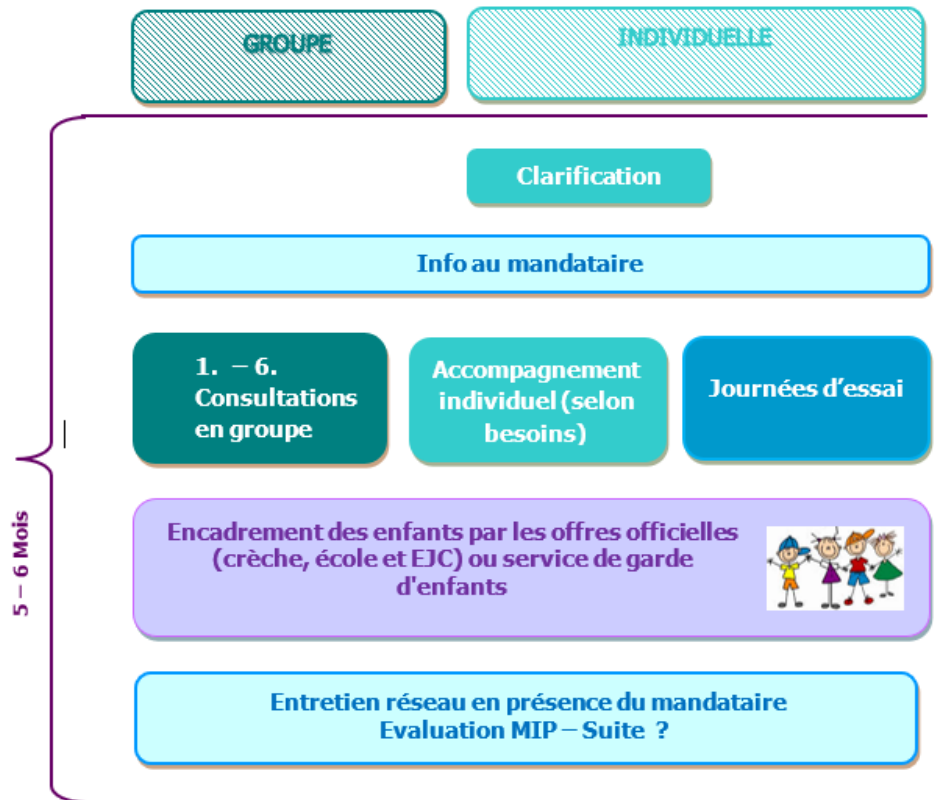 GROUPE
INDIVIDUELLE
Clarification
Info au mandataire
1. – 6.
Consultations
en groupe
Accompagnement
individuel (selon
besoins)
Journées d'essai
5 – 6 Mois
Encadrement des enfants par les offres officielles
(crèche, école et EJC) ou service de garde
d'enfants
Entretien réseau en présence du mandataire
Evaluation MIP – Suite ?